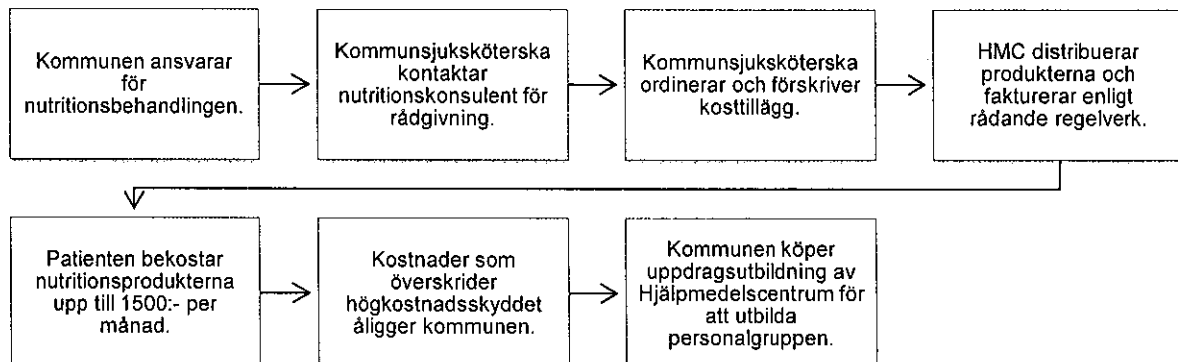 Kommunen ansvarar
för
nutritionsbehandlingen.
Kommunsjuksköterska
kontaktar
nutritionskonsulent för
rådgivning.
Kommunsjuksköterska
ordinerar och förskriver
kosttillägg.
HMC distribuerar
produkterna och
fakturerar enligt
rådande regelverk.
Patienten bekostar
nutritionsprodukterna
upp till 1500:- per
månad.
Kostnader som
överskrider
högkostnadsskyddet
åligger kommunen.
Kommunen köper
uppdragsutbildning av
Hjälpmedelscentrum för
att utbilda
personalgruppen.